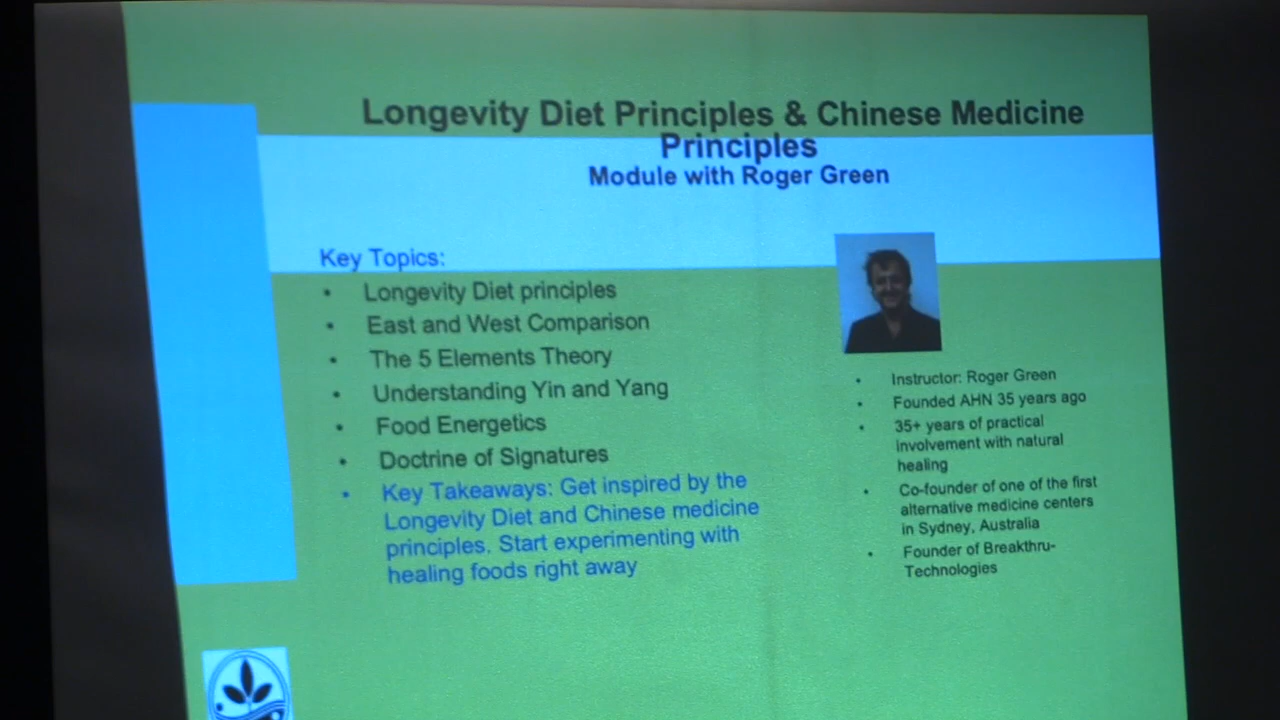 Longevity Diet Principles & Chinese Medicine
Principles
Module with Roger Green
Key Topics:
• Longevity Diet principles
• East and West Comparison
• The 5 Elements Theory
• Understanding Yin and Yang
• Food Energetics
• Doctrine of Signatures
• Key Takeaways: Get inspired by the
Longevity Diet and Chinese medicine
principles. Start experimenting with
healing foods right away
• Instructor: Roger Green
• Founded AHN 35 years ago
• 35+ years of practical
involvement with natural
healing
• Co-founder of one of the first
alternative medicine centers
in Sydney, Australia
• Founder of Breakthru-
Technologies